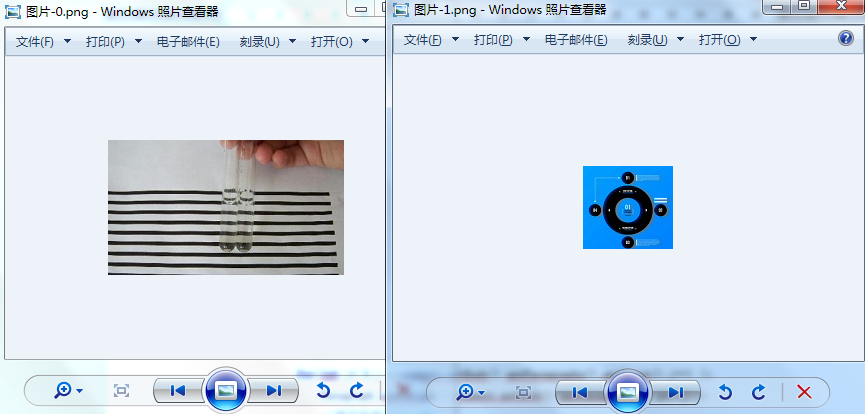 图片-0.png - Windows 照片查看器
文件(F) 打印(P) 电子邮件(E) 刻录(U) 打开(O)
图片-1.png - Windows 照片查看器
文件(F) 打印(P) 电子邮件(E) 刻录(U) 打开(O)
01
01
02
03
04